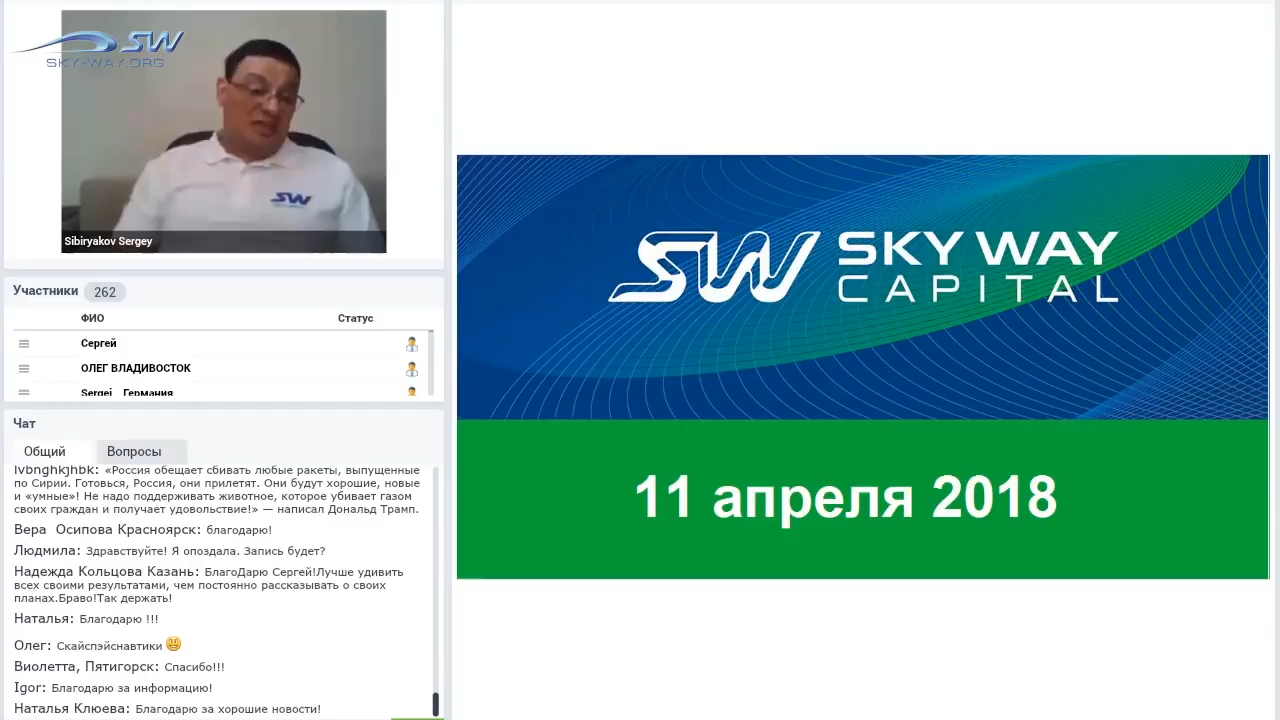 SW
SKY-WAY.ORG
SW
Sibiryakov Sergey
Участники 262
ФИО Статус
Сергей
ОЛЕГ ВЛАДИВОСТОК
Sergei Германия
Чат
Общий Вопросы
lvbnghkjhbk: «Россия обещает сбивать любые ракеты, выпущенные
по Сирии. Готовься, Россия, они прилетят. Они будут хорошие, новые
и «умные»! Не надо поддерживать животное, которое убивает газом
своих граждан и получает удовольствие!» — написал Дональд Трамп.
Вера Осипова Красноярск: благодарю!
Людмила: Здравствуйте! Я опоздала. Запись будет?
Надежда Кольцова Казань: БлагоДарю Сергей!Лучше удивить
всех своими результатами, чем постоянно рассказывать о своих
планах.Браво!Так держать!
Наталья: Благодарю !!!
Олег: Скайспэйснавтики
Виолетта, Пятигорск: Спасибо!!!
Igor: Благодарю за информацию!
Наталья Клюева: Благодарю за хорошие новости!
SW SKY WAY
CAPITAL
11 апреля 2018